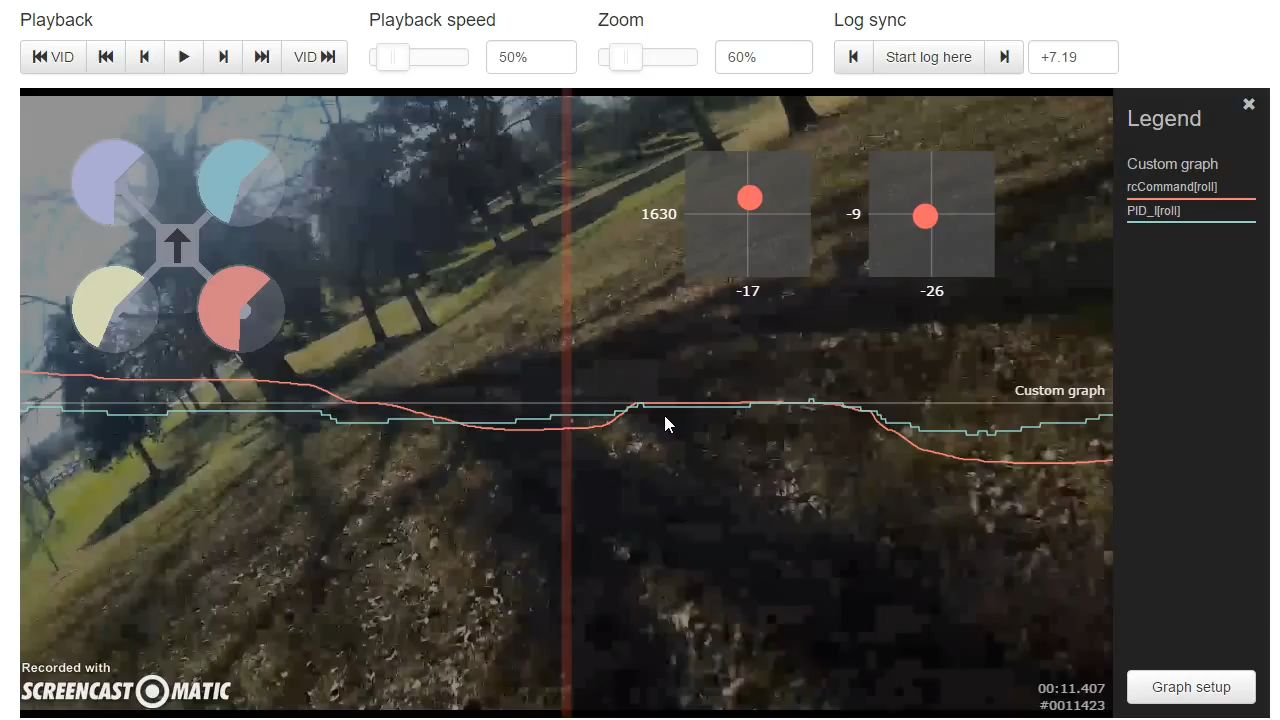 Playback
Playback speed
Zoom
Log sync
VID
VID
50%
60%
Start log here
+7.19
Legend
Custom graph
rcCommand[roll]
PID_I[roll]
1630
-17
-9
-26
Custom graph
Recorded with
SCREENCAST-O-MATIC
00:11.407
#0011423
Graph setup